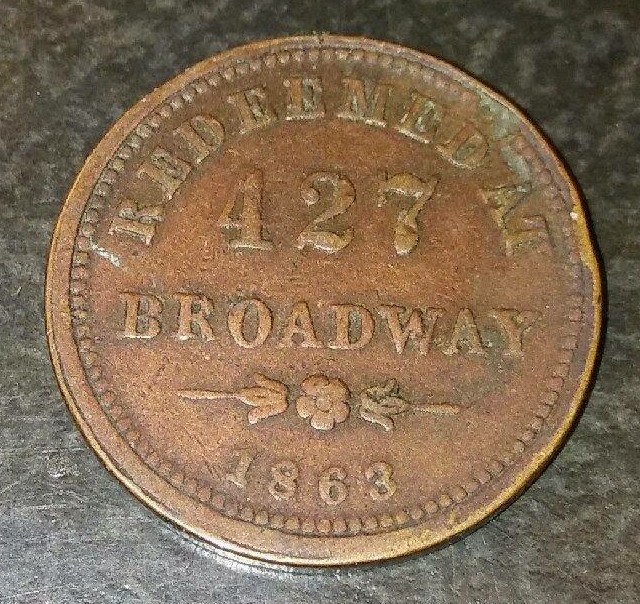 REDEEMED AT
427
BROADWAY
1863